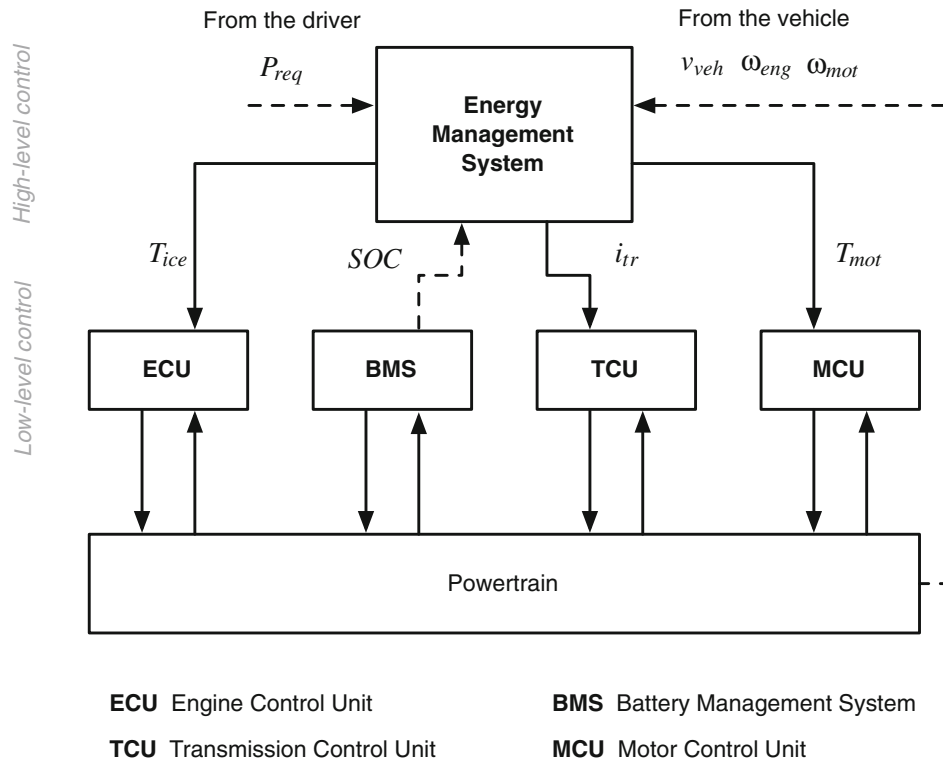 From the driver
From the vehicle
P_req
v_veh ω_eng ω_mot
High-level control
Energy
Management
System
T_ice
SOC
i_tr
T_mot
Low-level control
ECU
BMS
TCU
MCU
Powertrain
ECU Engine Control Unit
BMS Battery Management System
TCU Transmission Control Unit
MCU Motor Control Unit